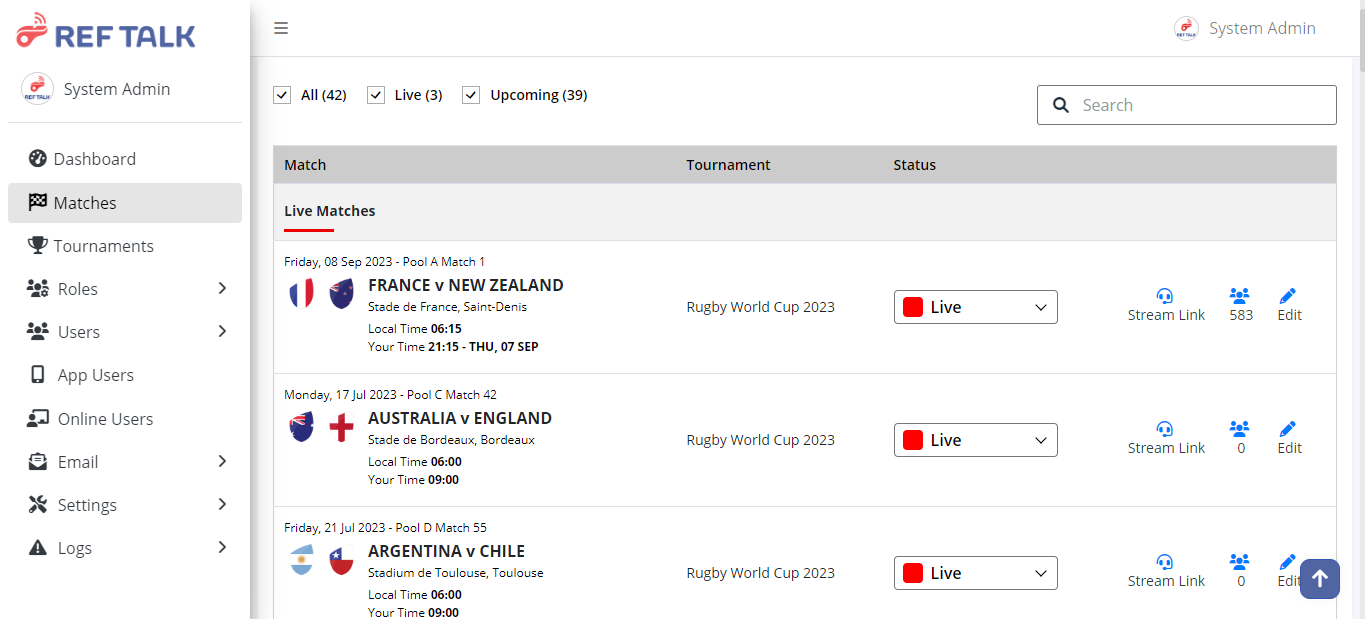 REF TALK
System Admin
Dashboard
Matches
Tournaments
Roles
Users
App Users
Online Users
Email
Settings
Logs
System Admin
All (42)
Live (3)
Upcoming (39)
Search
Match Tournament Status
Live Matches
Friday, 08 Sep 2023 - Pool A Match 1
FRANCE v NEW ZEALAND
Stade de France, Saint-Denis
Local Time 06:15
Your Time 21:15 - THU, 07 SEP
Rugby World Cup 2023
Live
Stream Link
583
Edit
Monday, 17 Jul 2023 - Pool C Match 42
AUSTRALIA v ENGLAND
Stade de Bordeaux, Bordeaux
Local Time 06:00
Your Time 09:00
Rugby World Cup 2023
Live
Stream Link
0
Edit
Friday, 21 Jul 2023 - Pool D Match 55
ARGENTINA v CHILE
Stadium de Toulouse, Toulouse
Local Time 06:00
Your Time 09:00
Rugby World Cup 2023
Live
Stream Link
0
Edit